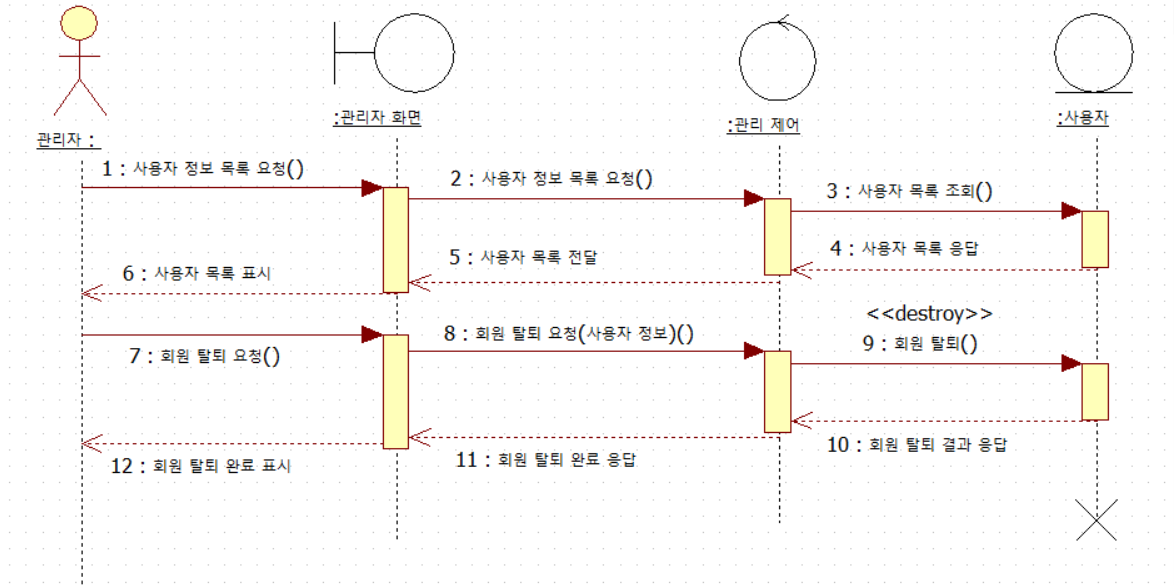 관리자 :
:관리자 화면
:관리 제어
:사용자
1 : 사용자 정보 목록 요청()
2 : 사용자 정보 목록 요청()
3 : 사용자 목록 조회()
4 : 사용자 목록 응답
5 : 사용자 목록 전달
6 : 사용자 목록 표시
7 : 회원 탈퇴 요청()
8 : 회원 탈퇴 요청(사용자 정보)()
<<destroy>>
9 : 회원 탈퇴()
10 : 회원 탈퇴 결과 응답
11 : 회원 탈퇴 완료 응답
12 : 회원 탈퇴 완료 표시